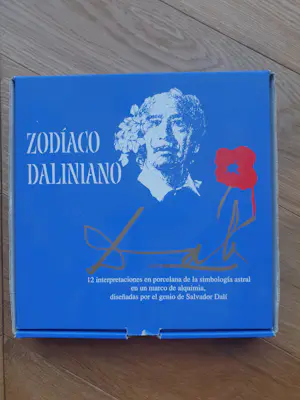 ZODÍACO
DALINIANO
Dalí
12 interpretaciones en porcelana de la simbología astral
en un marco de alquimia,
diseñadas por el genio de Salvador Dalí